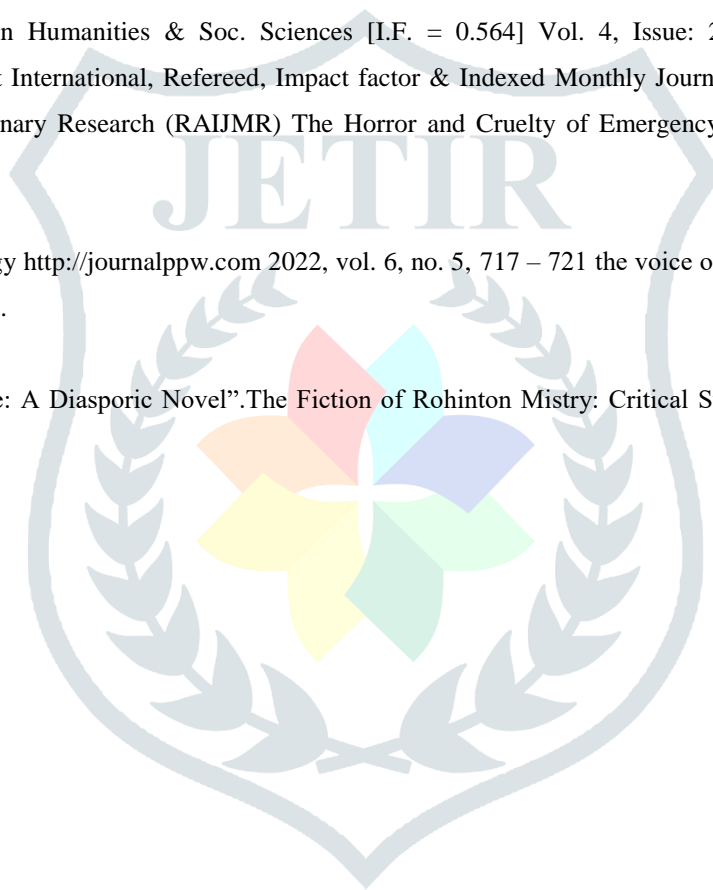 n Humanities & Soc. Sciences [I.F. = 0.564] Vol. 4, Issue: 2
International, Refereed, Impact factor & Indexed Monthly Journ
nary Research (RAIJMR) The Horror and Cruelty of Emergency
JETIR
gy http://journalppw.com 2022, vol. 6, no. 5, 717 – 721 the voice o
.
e: A Diasporic Novel”.The Fiction of Rohinton Mistry: Critical S